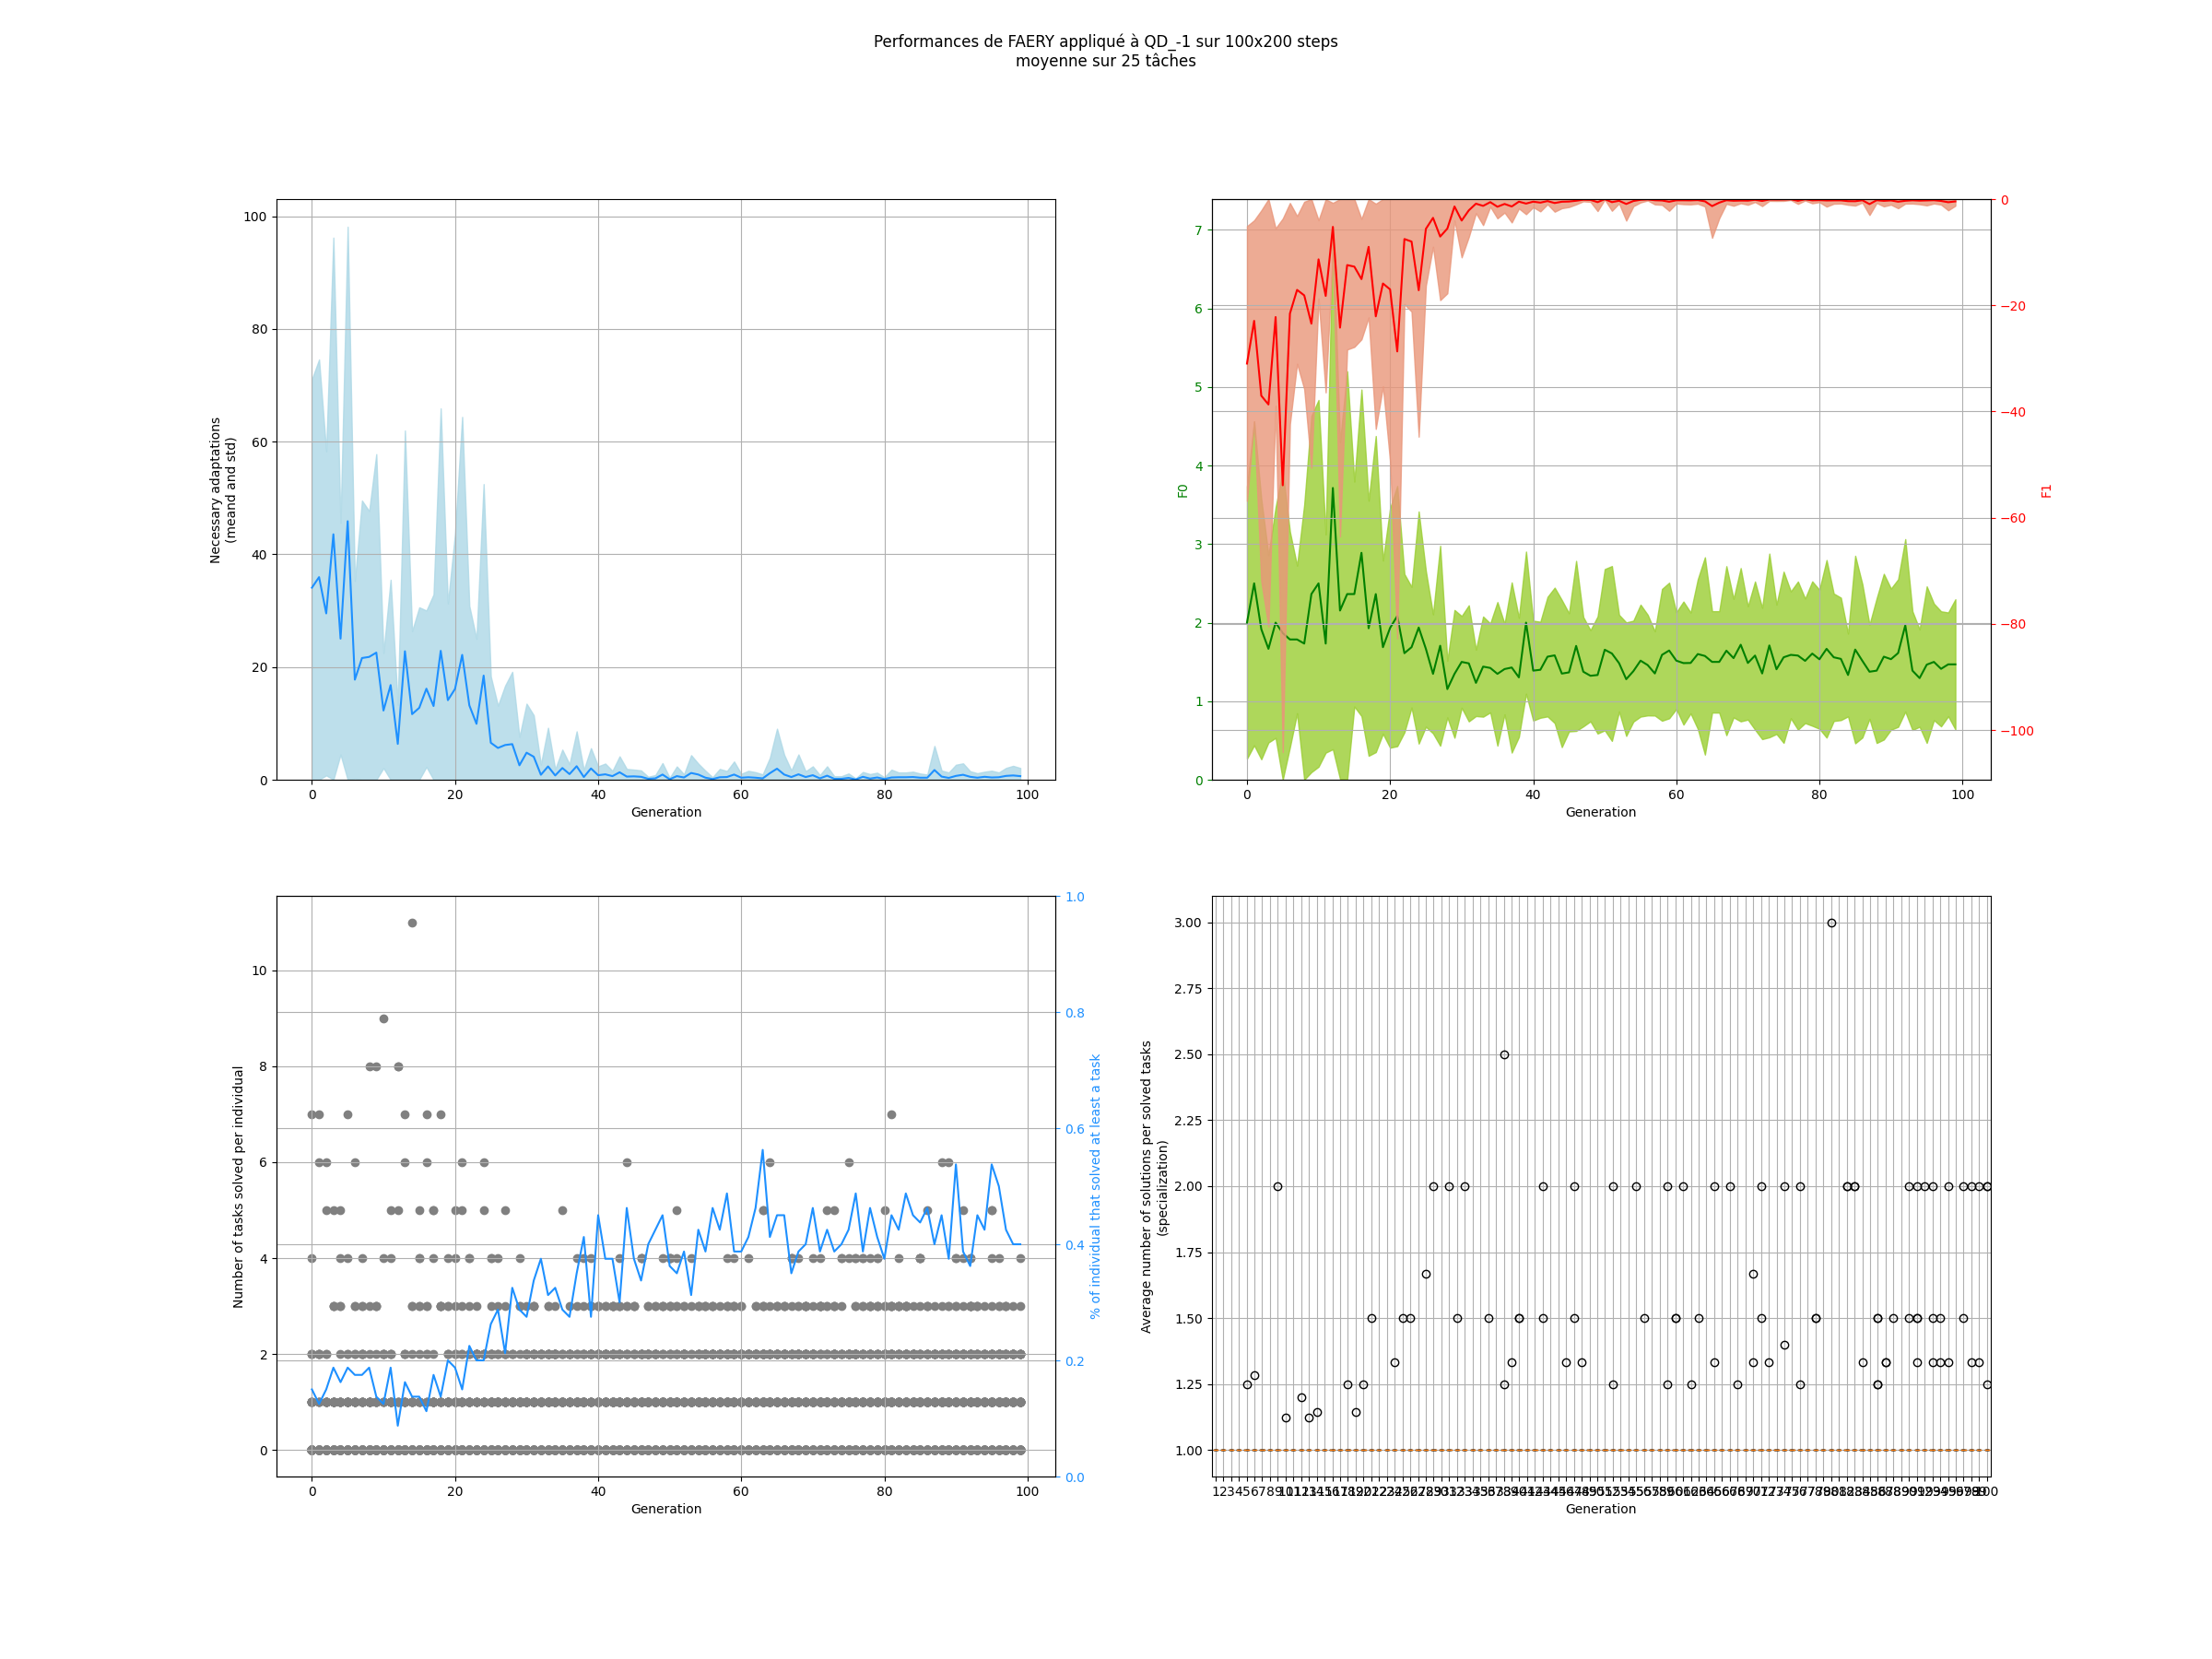 Performances de FAERY appliqué à QD_-1 sur 100x200 steps
moyenne sur 25 tâches
100
80
60
40
20
0
Necessary adaptations
(meand and std)
0 20 40 60 80 100
Generation
7
6
5
4
3
2
1
0
F0
0
−20
−40
−60
−80
−100
F1
0 20 40 60 80 100
Generation
10
8
6
4
2
0
Number of tasks solved per individual
1.0
0.8
0.6
0.4
0.2
0.0
% of individual that solved at least a task
0 20 40 60 80 100
Generation
3.00
2.75
2.50
2.25
2.00
1.75
1.50
1.25
1.00
Average number of solutions per solved tasks
(specialization)
Generation